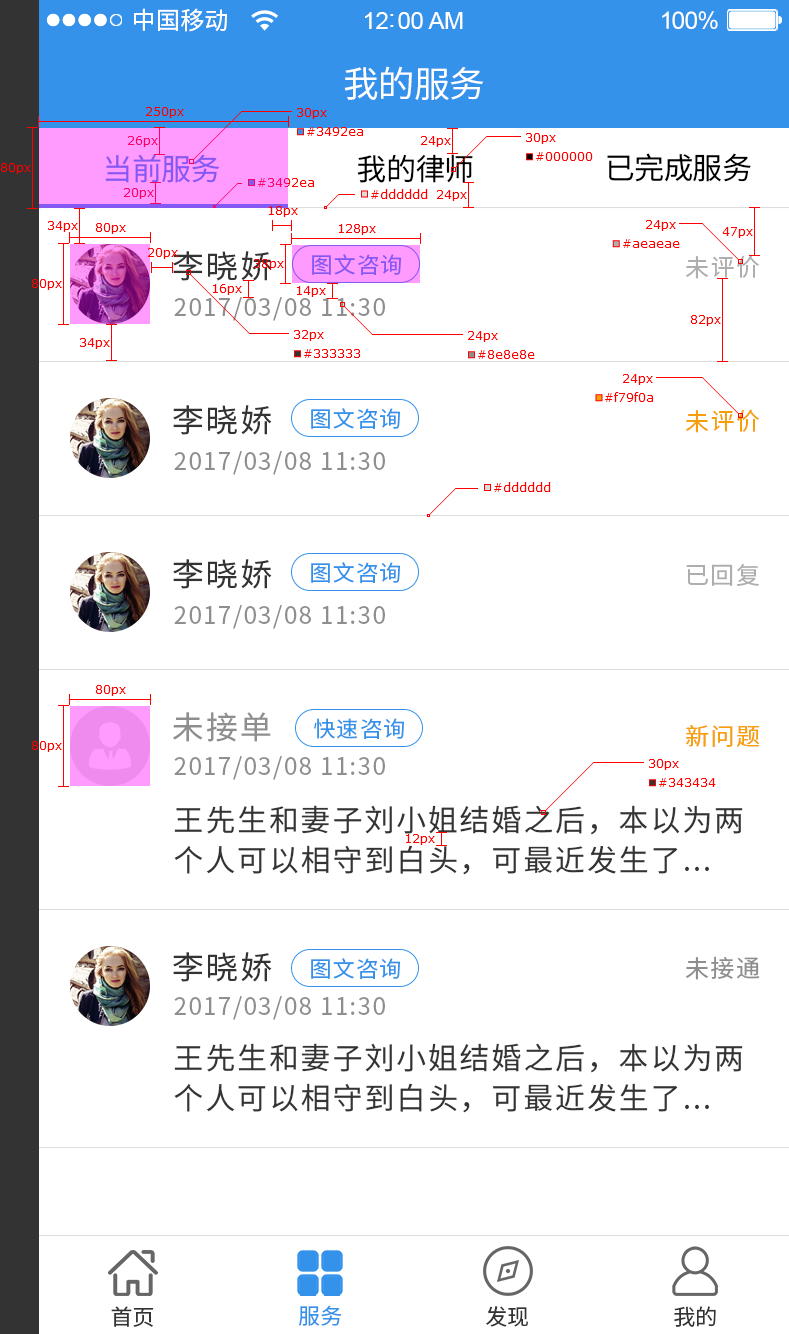 中国移动 12:00 AM 100%
我的服务
250px 30px
#3492ea
80px 26px 24px 30px
#000000
当前服务 我的律师 已完成服务
20px #3492ea #dddddd 24px
18px
34px 80px 128px 24px 47px
#aeaeae
20px
李晓娇 图文咨询 未评价
80px 16px 14px
2017/03/08 11:30
82px
34px 32px 24px
#333333 #8e8e8e
24px
#f79f0a
李晓娇 图文咨询 未评价
2017/03/08 11:30
#dddddd
李晓娇 图文咨询 已回复
2017/03/08 11:30
80px
未接单 快速咨询 新问题
80px
2017/03/08 11:30
30px
#343434
王先生和妻子刘小姐结婚之后，本以为两
12px
个人可以相守到白头，可最近发生了...
李晓娇 图文咨询 未接通
2017/03/08 11:30
王先生和妻子刘小姐结婚之后，本以为两
个人可以相守到白头，可最近发生了...
首页 服务 发现 我的